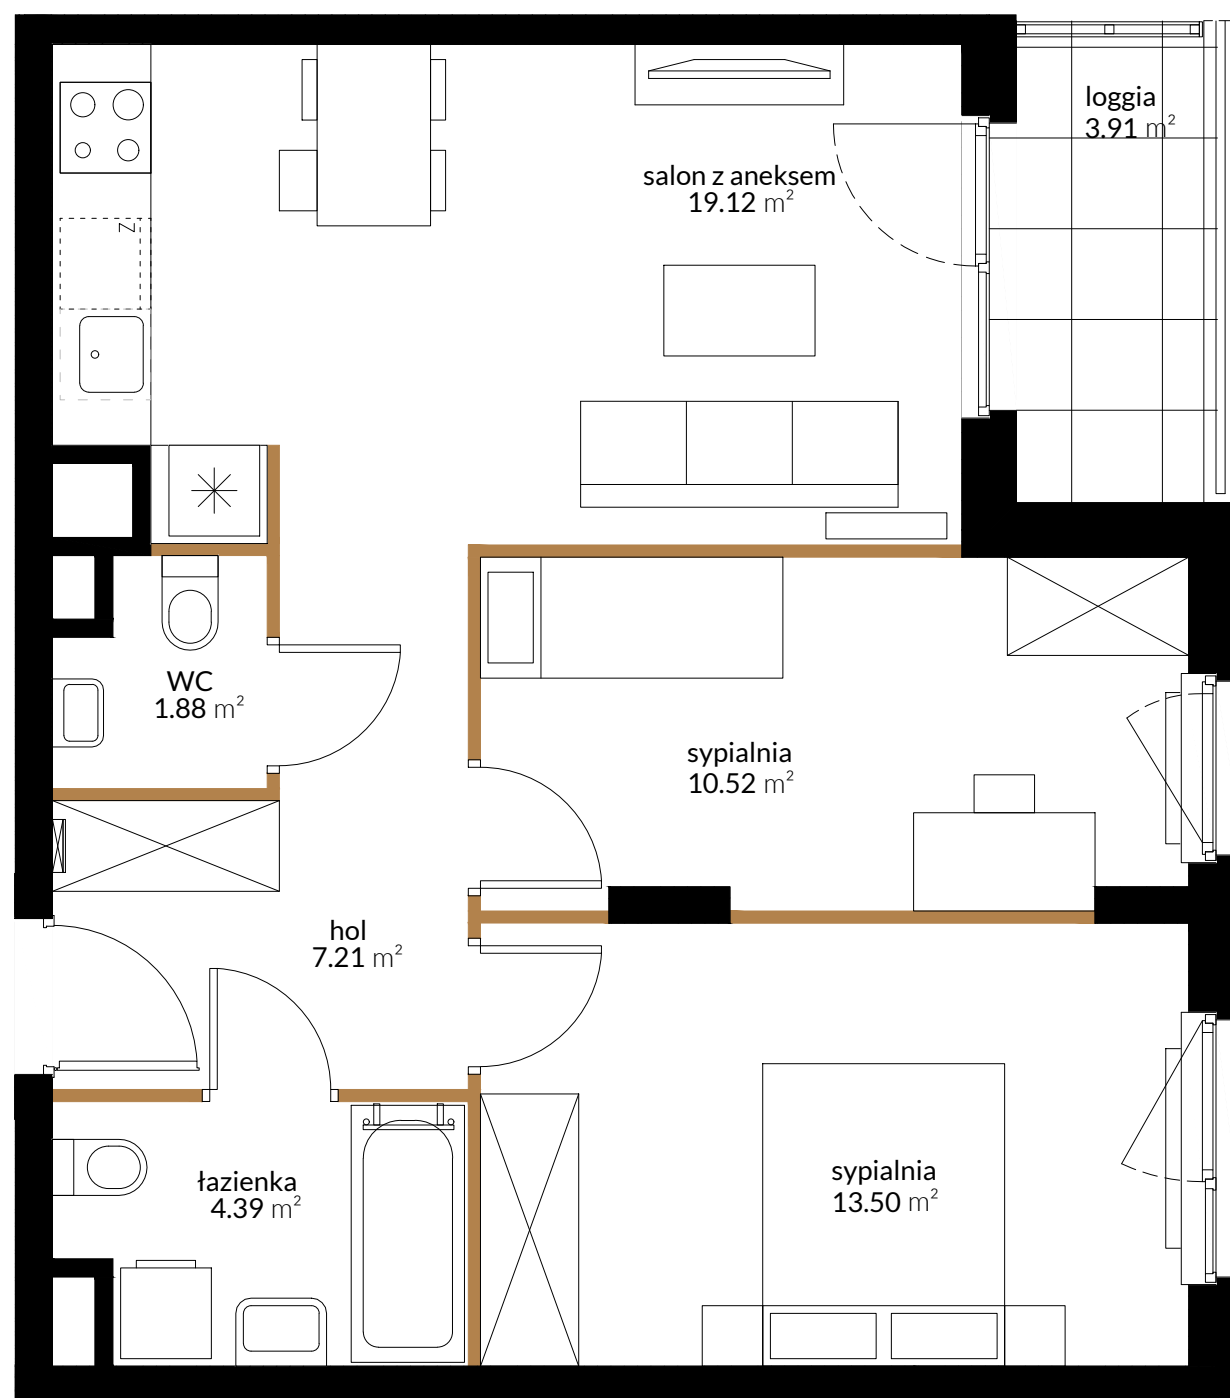 loggia
3.91 m²
salon z aneksem
19.12 m²
Z
WC
1.88 m²
sypialnia
10.52 m²
hol
7.21 m²
łazienka
4.39 m²
sypialnia
13.50 m²